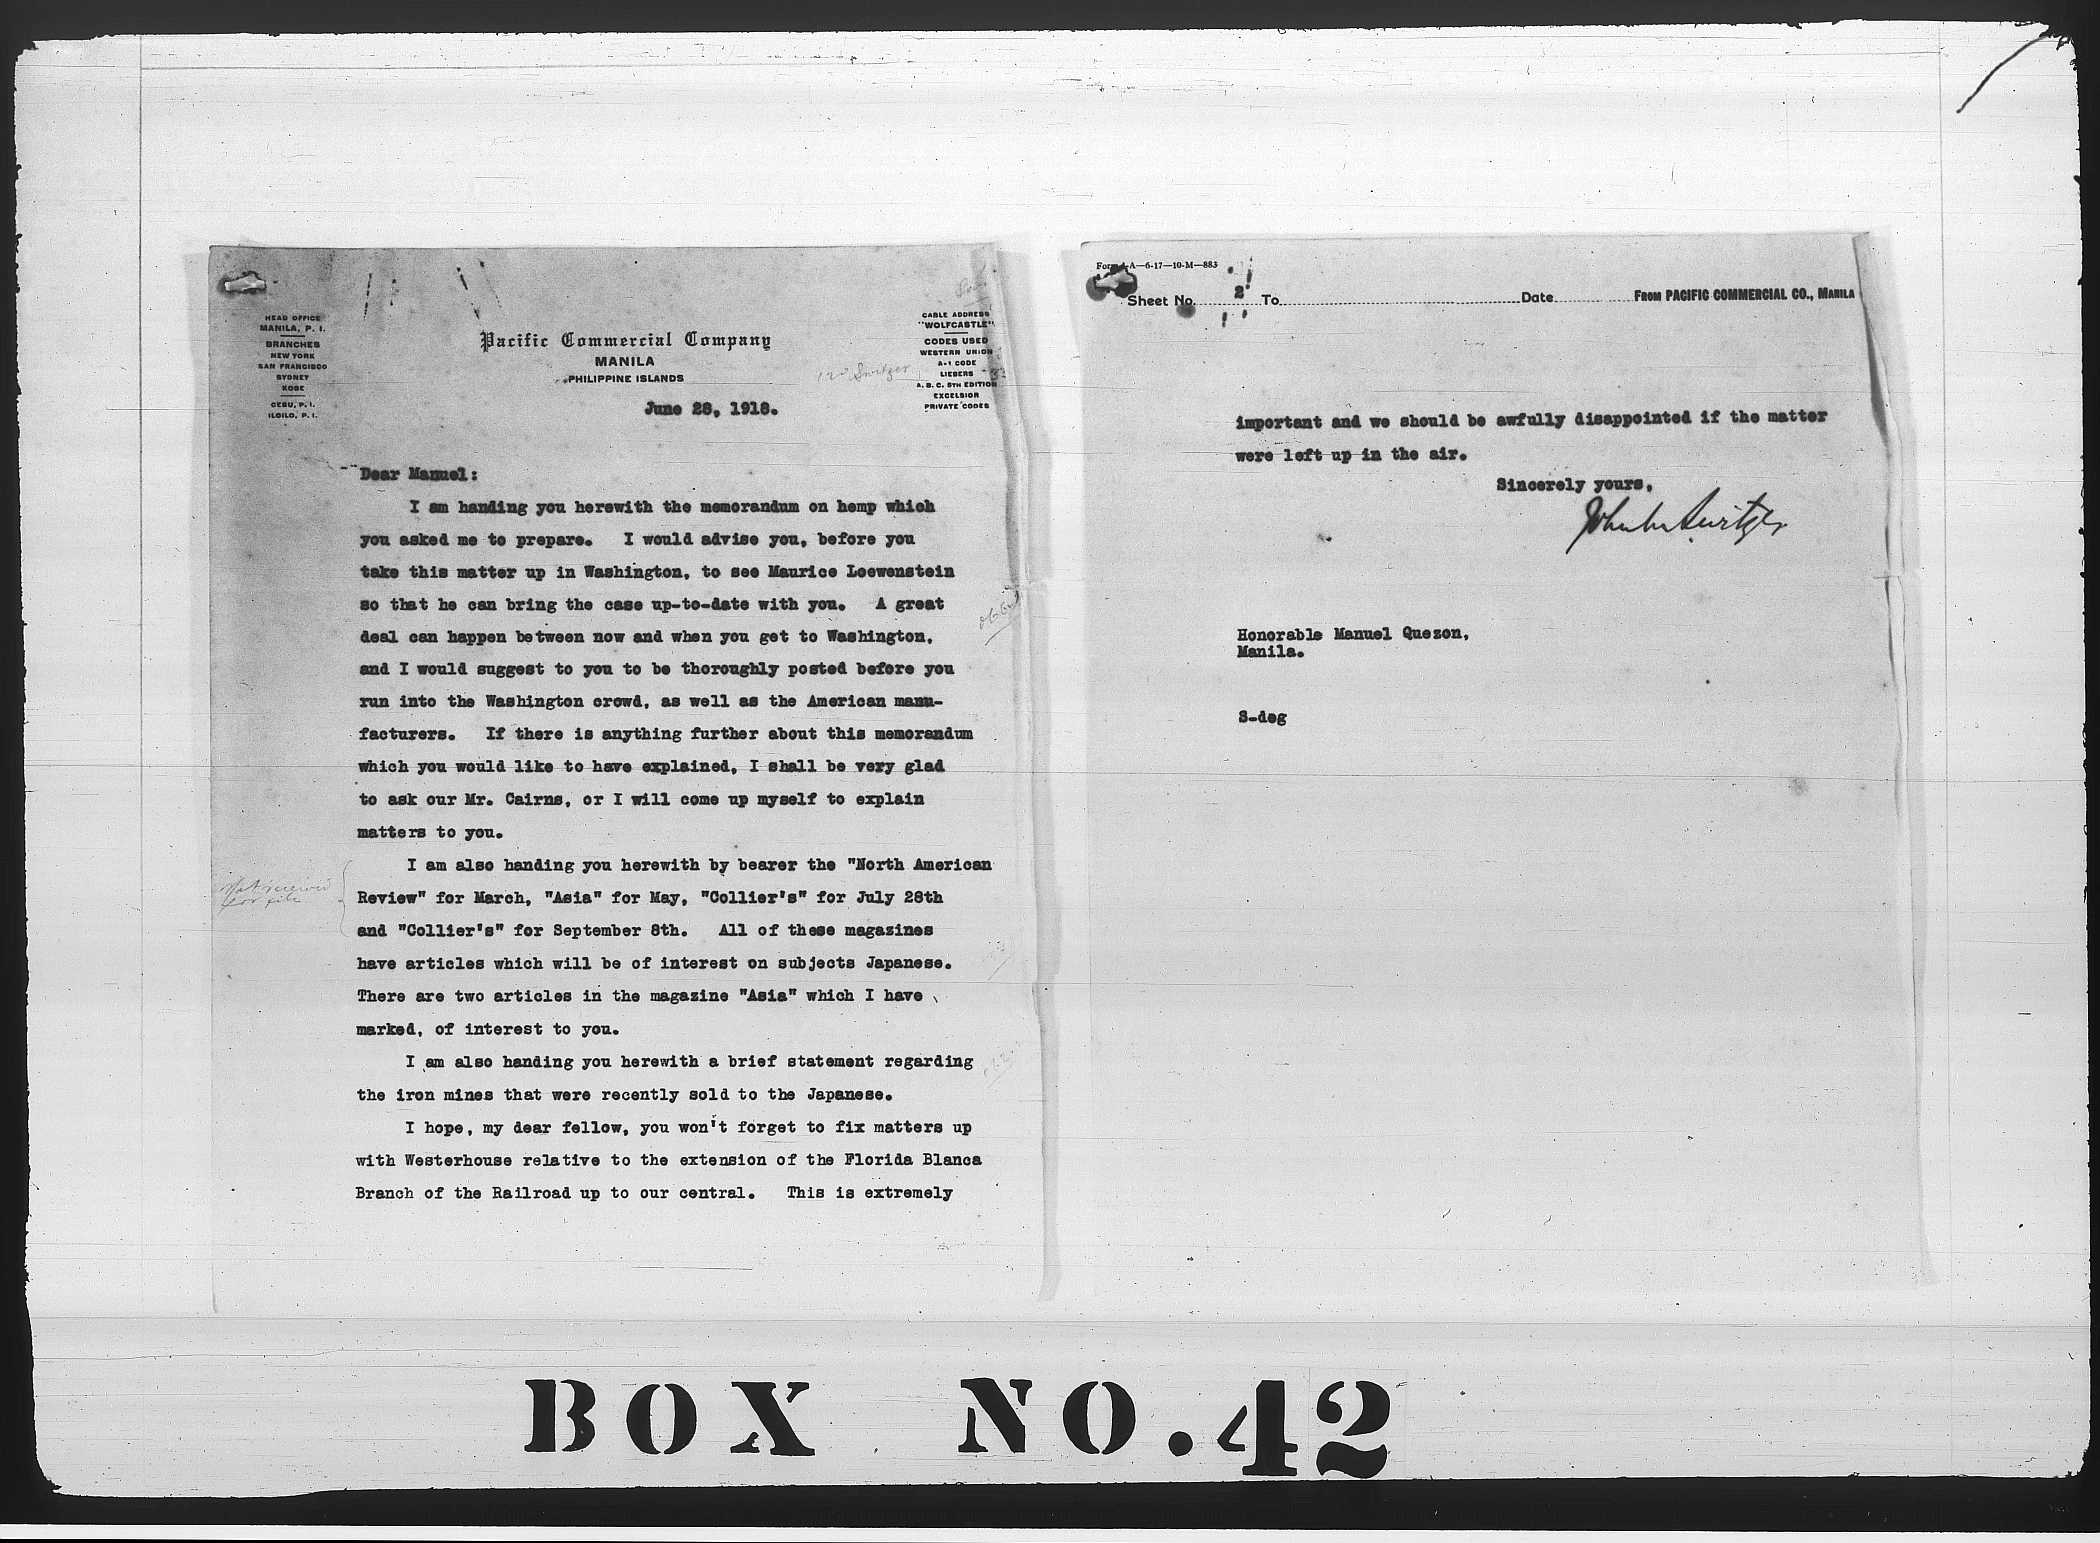 HEAD OFFICE
MANILA, P. I.
BRANCHES
NEW YORK
SAN FRANCISCO
SYDNEY
KOBE
CEBU, P. I.
ILOILO, P. I.
Pacific Commercial Company
MANILA
PHILIPPINE ISLANDS
CABLE ADDRESS
"WOLFCASTLE"
CODES USED
WESTERN UNION
A-1 CODE
LIEBERS
A. B. C. 5TH EDITION
EXCELSIOR
PRIVATE CODES
Switzer
June 28, 1918.
Dear Manuel:
I am handing you herewith the memorandum on hemp which
you asked me to prepare. I would advise you, before you
take this matter up in Washington, to see Maurice Loewenstein
so that he can bring the case up-to-date with you. A great
deal can happen between now and when you get to Washington,
and I would suggest to you to be thoroughly posted before you
run into the Washington crowd, as well as the American manu-
facturers. If there is anything further about this memorandum
which you would like to have explained, I shall be very glad
to ask our Mr. Cairns, or I will come up myself to explain
matters to you.
I am also handing you herewith by bearer the "North American
Review" for March, "Asia" for May, "Collier's" for July 28th
and "Collier's" for September 8th. All of these magazines
have articles which will be of interest on subjects Japanese.
There are two articles in the magazine "Asia" which I have
marked, of interest to you.
Not received
for file
I am also handing you herewith a brief statement regarding
the iron mines that were recently sold to the Japanese.
I hope, my dear fellow, you won't forget to fix matters up
with Westerhouse relative to the extension of the Florida Blanca
Branch of the Railroad up to our central. This is extremely
Form 4-A—6-17—10-M—883
Sheet No. 2 To Date FROM PACIFIC COMMERCIAL CO., MANILA
important and we should be awfully disappointed if the matter
were left up in the air.
Sincerely yours,
John W Switzer
Honorable Manuel Quezon,
Manila.
S-deg
BOX NO. 42